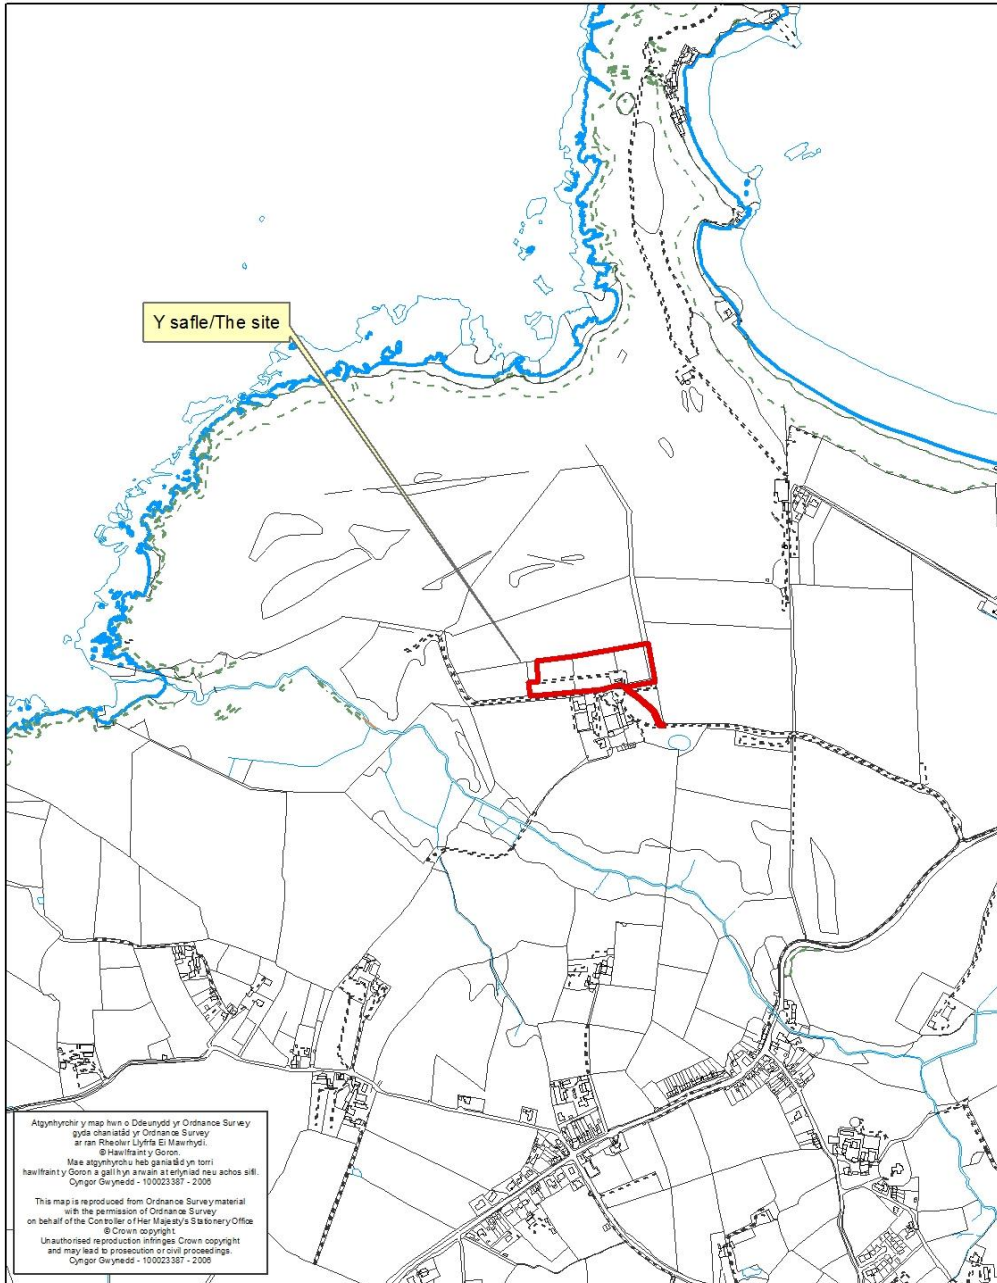 Y safle/The site
Atgynhyrchir y map hwn o Ddeunydd yr Ordnance Survey
gyda chaniatâd yr Ordnance Survey
ar ran Rheolwr Llyfrfa Ei Mawrhydi.
© Hawlfraint y Goron.
Mae atgynhyrchu heb ganiatâd yn torri
hawlfraint y Goron a gall hyn arwain at erlyniad neu achos sifil.
Cyngor Gwynedd - 100023387 - 2006
This map is reproduced from Ordnance Survey material
with the permission of Ordnance Survey
on behalf of the Controller of Her Majesty's Stationery Office
© Crown copyright.
Unauthorised reproduction infringes Crown copyright
and may lead to prosecution or civil proceedings.
Cyngor Gwynedd - 100023387 - 2006